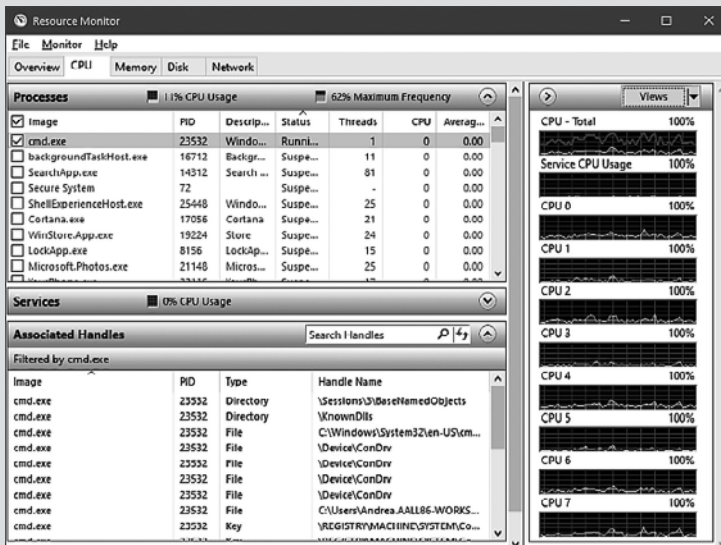 Resource Monitor
File Monitor Help
Overview CPU Memory Disk Network
Processes 11% CPU Usage 62% Maximum Frequency
Image PID Descrip... Status Threads CPU Averag...
cmd.exe 23532 Windo... Runni... 1 0 0.00
backgroundTaskHost.exe 16712 Backgr... Suspe... 11 0 0.00
SearchApp.exe 14312 Search ... Suspe... 81 0 0.00
Secure System 72 Suspe... - 0 0.00
ShellExperienceHost.exe 25448 Windo... Suspe... 25 0 0.00
Cortana.exe 17056 Cortana Suspe... 21 0 0.00
WinStore.App.exe 19224 Store Suspe... 24 0 0.00
LockApp.exe 8156 LockAp... Suspe... 15 0 0.00
Microsoft.Photos.exe 21148 Micros... Suspe... 25 0 0.00
Services 0% CPU Usage
Associated Handles Search Handles
Filtered by cmd.exe
Image PID Type Handle Name
cmd.exe 23532 Directory \Sessions\3\BaseNamedObjects
cmd.exe 23532 Directory \KnownDlls
cmd.exe 23532 File C:\Windows\System32\en-US\cm...
cmd.exe 23532 File \Device\ConDrv
cmd.exe 23532 File \Device\ConDrv
cmd.exe 23532 File \Device\ConDrv
cmd.exe 23532 File C:\Users\Andrea.AALL86-WORKS...
cmd.exe 23532 Key \REGISTRY\MACHINE\SYSTEM\Co...
Views
CPU - Total 100%
Service CPU Usage 100%
CPU 0 100%
CPU 1 100%
CPU 2 100%
CPU 3 100%
CPU 4 100%
CPU 5 100%
CPU 6 100%
CPU 7 100%